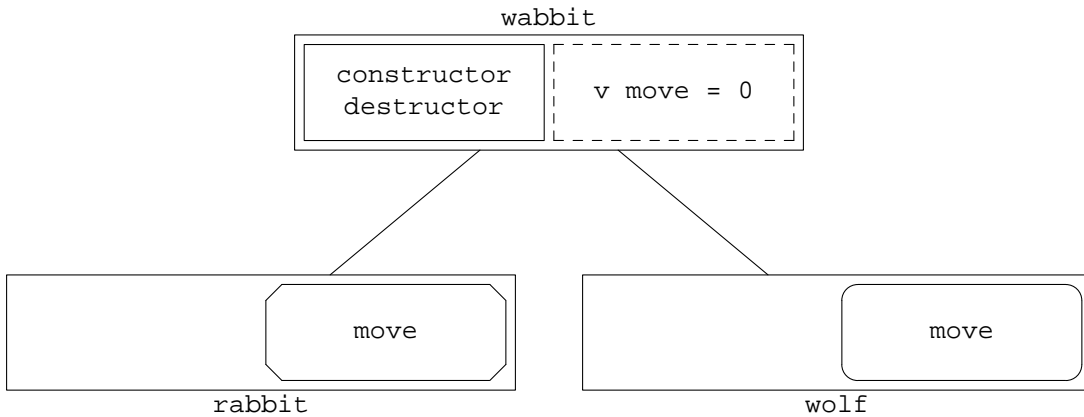 wabbit
constructor
destructor
v move = 0
move
move
rabbit
wolf